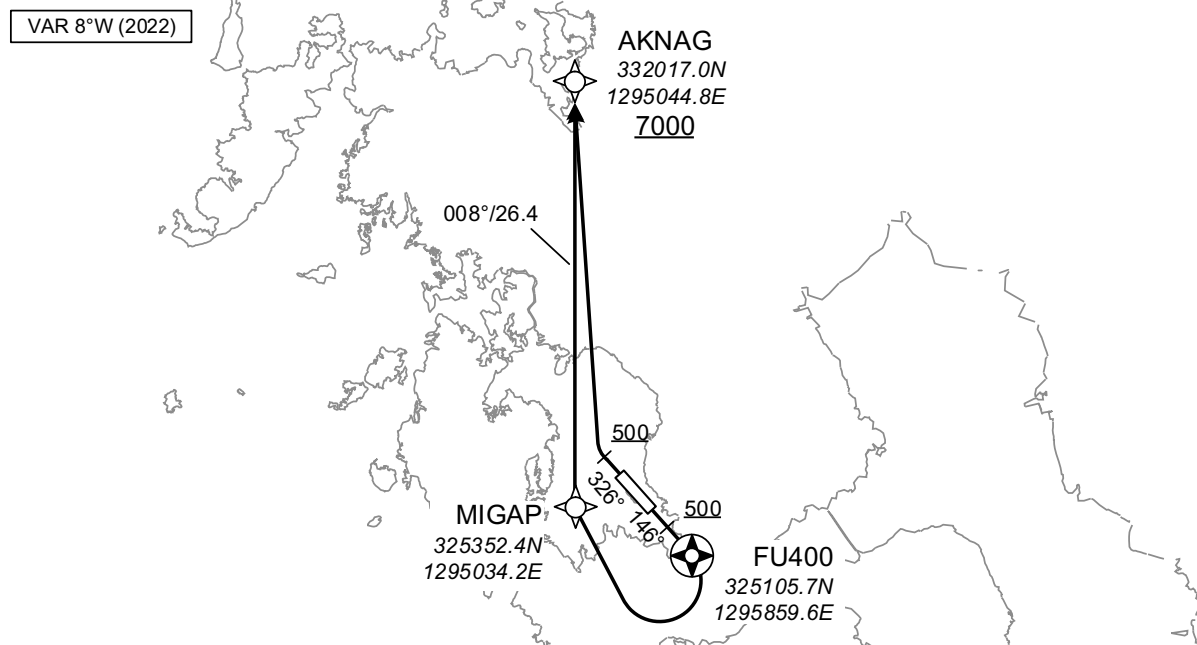 VAR 8°W (2022)
AKNAG
332017.0N
1295044.8E
7000
008°/26.4
500
326°
146°
500
MIGAP
325352.4N
1295034.2E
FU400
325105.7N
1295859.6E